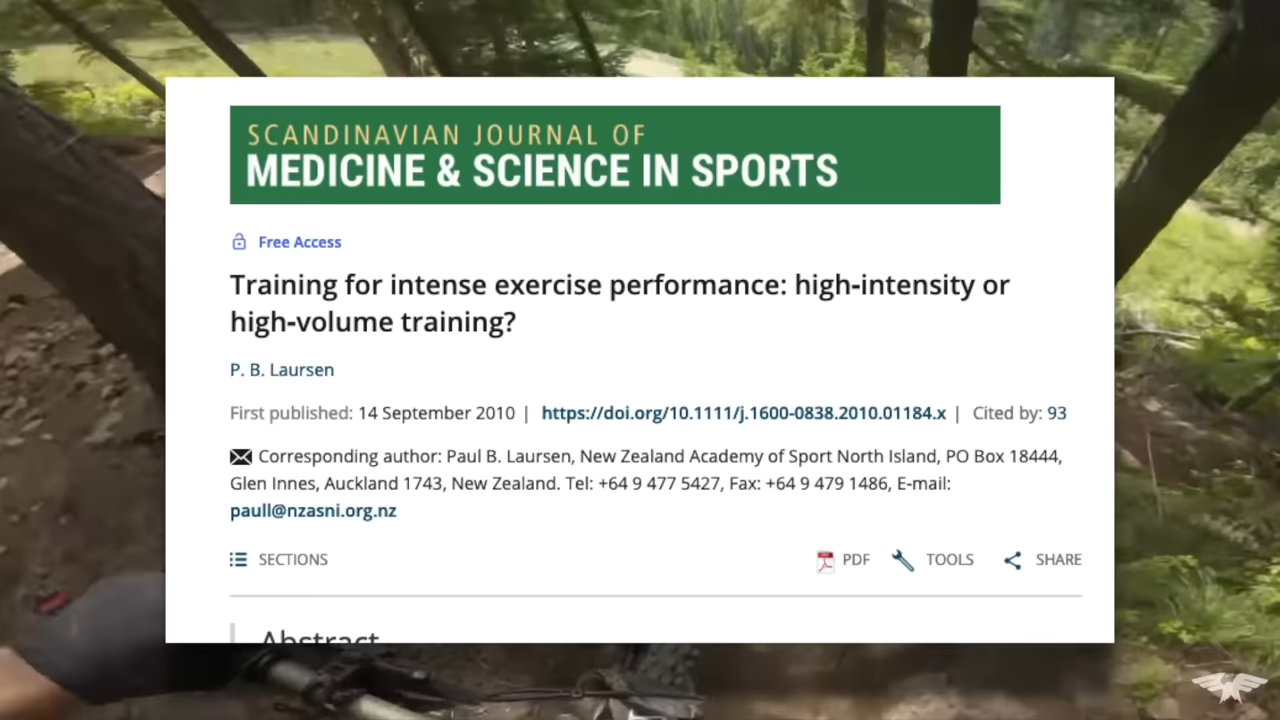 SCANDINAVIAN JOURNAL OF
MEDICINE & SCIENCE IN SPORTS
Free Access
Training for intense exercise performance: high-intensity or
high-volume training?
P. B. Laursen
First published: 14 September 2010 | https://doi.org/10.1111/j.1600-0838.2010.01184.x | Cited by: 93
Corresponding author: Paul B. Laursen, New Zealand Academy of Sport North Island, PO Box 18444,
Glen Innes, Auckland 1743, New Zealand. Tel: +64 9 477 5427, Fax: +64 9 479 1486, E-mail:
paull@nzasni.org.nz
SECTIONS PDF TOOLS SHARE
Abstract